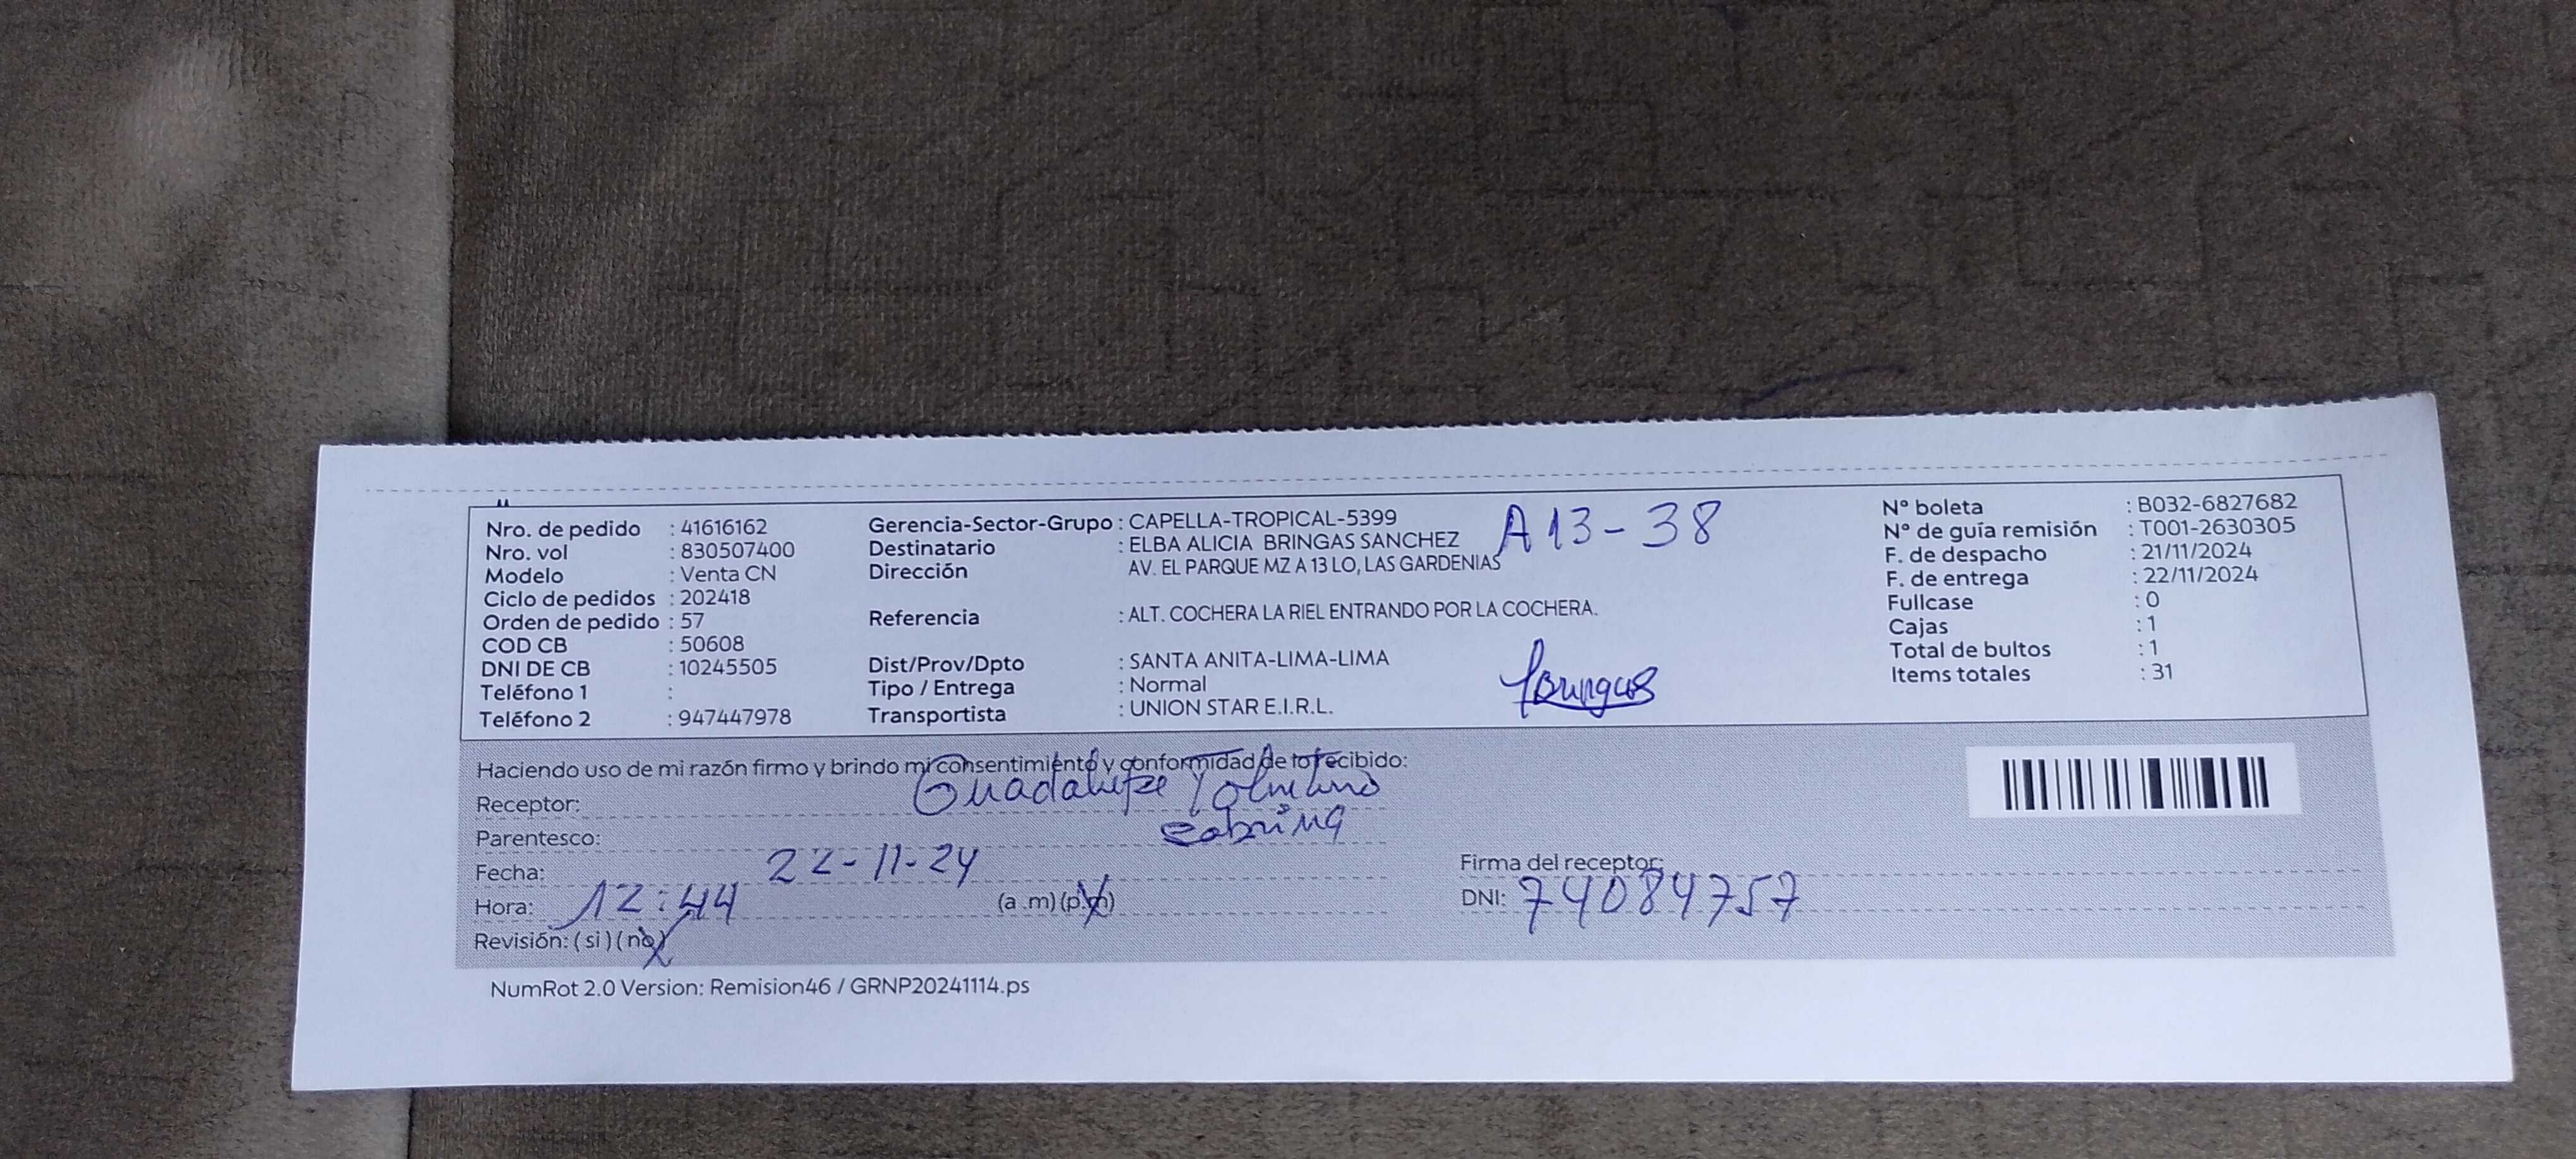 Nro. de pedido : 41616162
Nro. vol : 830507400
Modelo : Venta CN
Ciclo de pedidos : 202418
Orden de pedido : 57
COD CB : 50608
DNI DE CB : 10245505
Teléfono 1 :
Teléfono 2 : 947447978
Gerencia-Sector-Grupo : CAPELLA-TROPICAL-5399
Destinatario : ELBA ALICIA BRINGAS SANCHEZ
Dirección AV. EL PARQUE MZ A 13 LO, LAS GARDENIAS
A13-38
Referencia : ALT. COCHERA LA RIEL ENTRANDO POR LA COCHERA.
Dist/Prov/Dpto : SANTA ANITA-LIMA-LIMA
Tipo / Entrega : Normal
Transportista : UNION STAR E.I.R.L.
Bringas
Nº boleta : B032-6827682
Nº de guía remisión : T001-2630305
F. de despacho : 21/11/2024
F. de entrega : 22/11/2024
Fullcase : 0
Cajas : 1
Total de bultos : 1
Items totales : 31
Haciendo uso de mi razón firmo y brindo mi consentimiento y conformidad de lo recibido:
Receptor: Guadalupe
Parentesco:
Fecha: 22-11-24
Hora: 12:44 (a .m) (p.m)
Revisión: ( si ) ( no )
Firma del receptor:
DNI: 74084757
NumRot 2.0 Version: Remision46 / GRNP20241114.ps